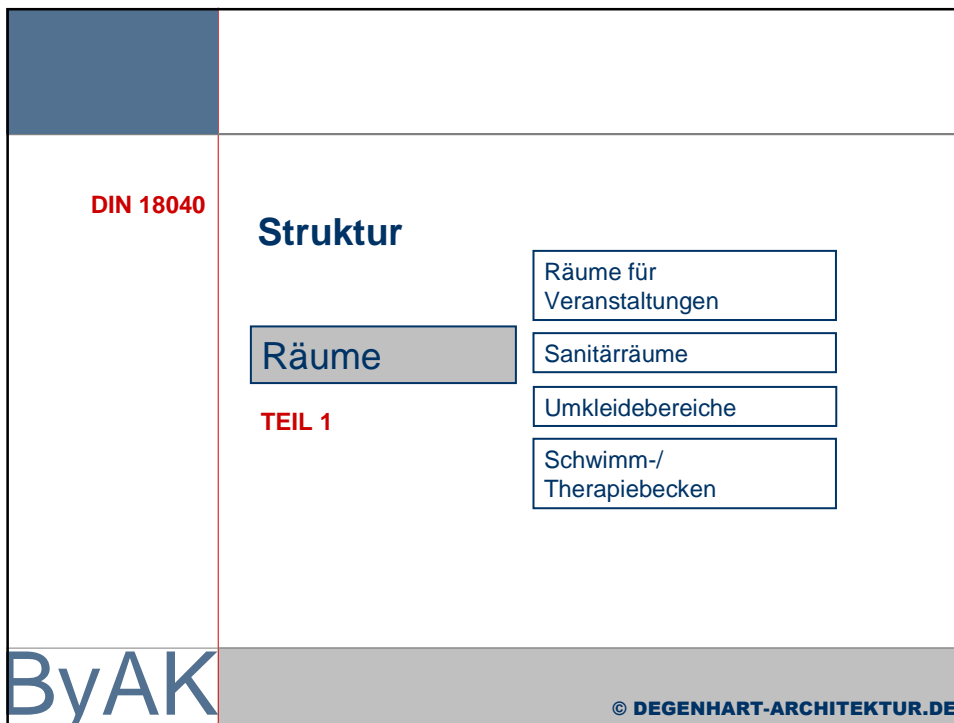 DIN 18040
Struktur
Räume
TEIL 1
Räume für
Veranstaltungen
Sanitärräume
Umkleidebereiche
Schwimm-/
Therapiebecken
ByAK
© DEGENHART-ARCHITEKTUR.DE